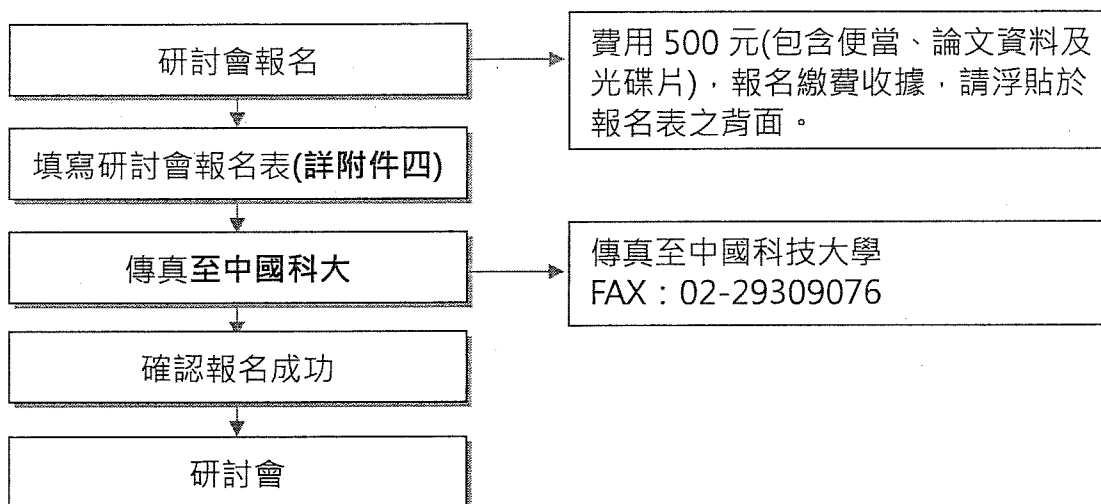 研討會報名
費用 500 元(包含便當、論文資料及
光碟片)，報名繳費收據，請浮貼於
報名表之背面。
填寫研討會報名表(詳附件四)
傳真至中國科大
傳真至中國科技大學
FAX：02-29309076
確認報名成功
研討會